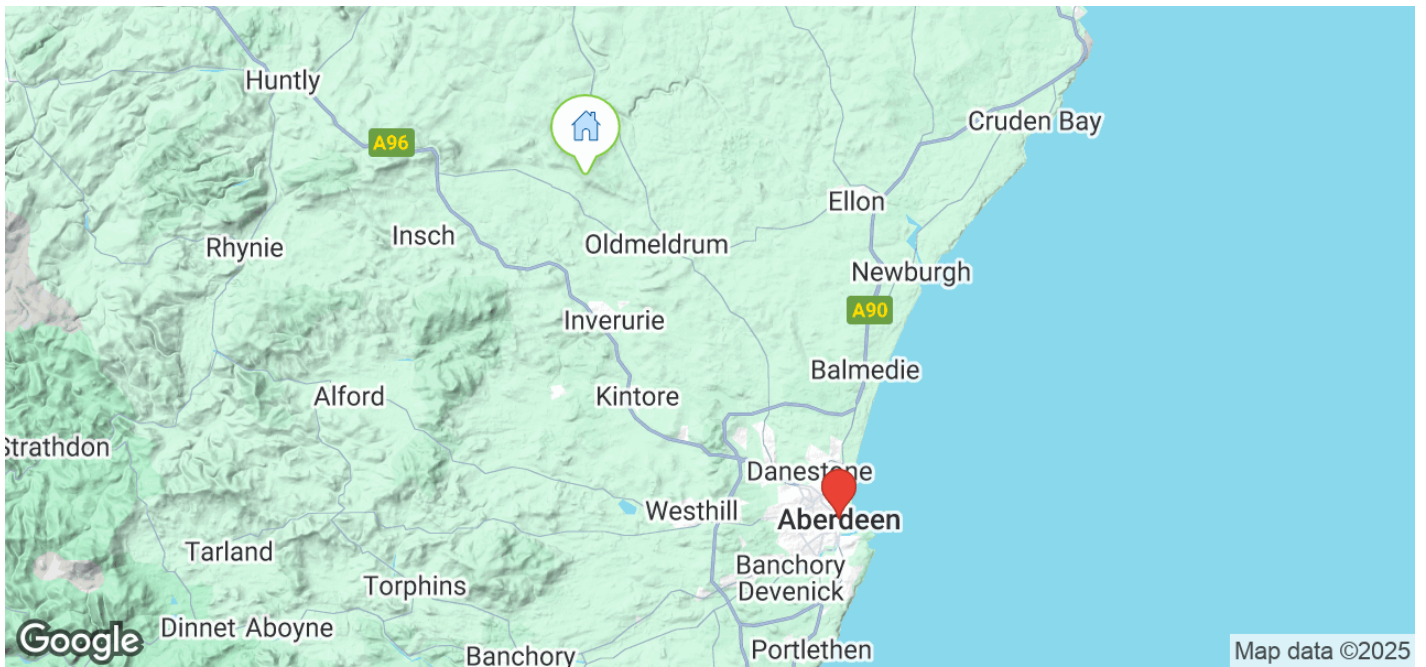 Huntly
Cruden Bay
A96
Ellon
Rhynie
Insch
Oldmeldrum
Newburgh
A90
Inverurie
Balmedie
Alford
Kintore
Strathdon
Danestone
Westhill
Aberdeen
Tarland
Banchory
Devenick
Torphins
Dinnet Aboyne
Banchory
Portlethen
Google
Map data ©2025